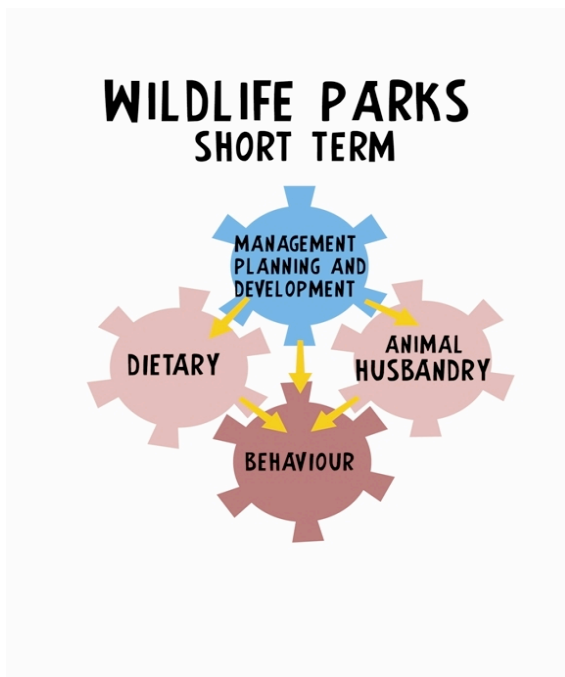 WILDLIFE PARKS
SHORT TERM
MANAGEMENT
PLANNING AND
DEVELOPMENT
DIETARY
ANIMAL
HUSBANDRY
BEHAVIOUR